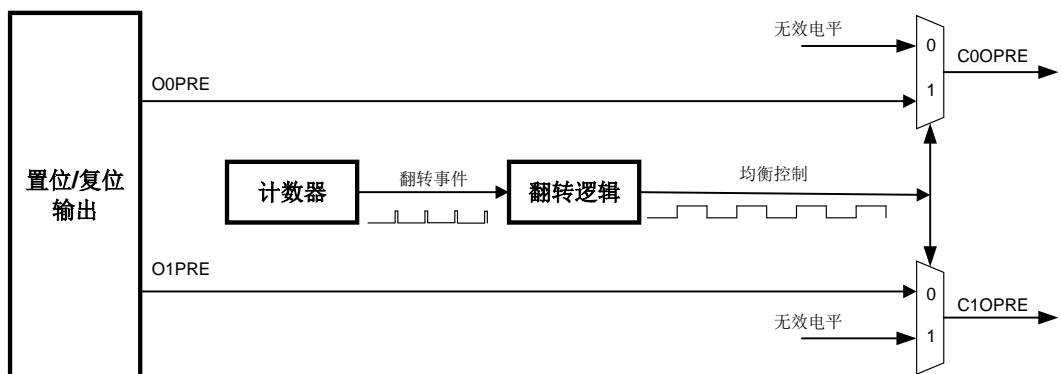 无效电平
0
C0OPRE
O0PRE
1
置位/复位
输出
计数器
翻转事件
翻转逻辑
均衡控制
O1PRE
0
C1OPRE
无效电平
1